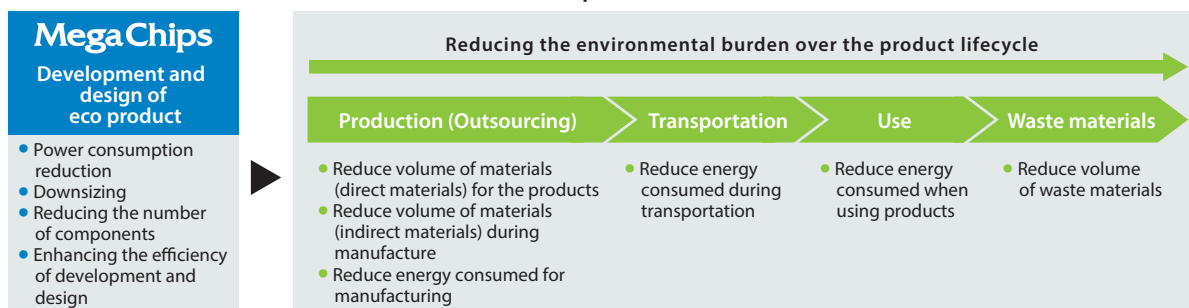 MegaChips
Development and
design of
eco product
• Power consumption
reduction
• Downsizing
• Reducing the number
of components
• Enhancing the efficiency
of development and
design
Reducing the environmental burden over the product lifecycle
Production (Outsourcing)
• Reduce volume of materials
(direct materials) for the products
• Reduce volume of materials
(indirect materials) during
manufacture
• Reduce energy consumed for
manufacturing
Transportation
• Reduce energy
consumed during
transportation
Use
• Reduce energy
consumed when
using products
Waste materials
• Reduce volume
of waste materials